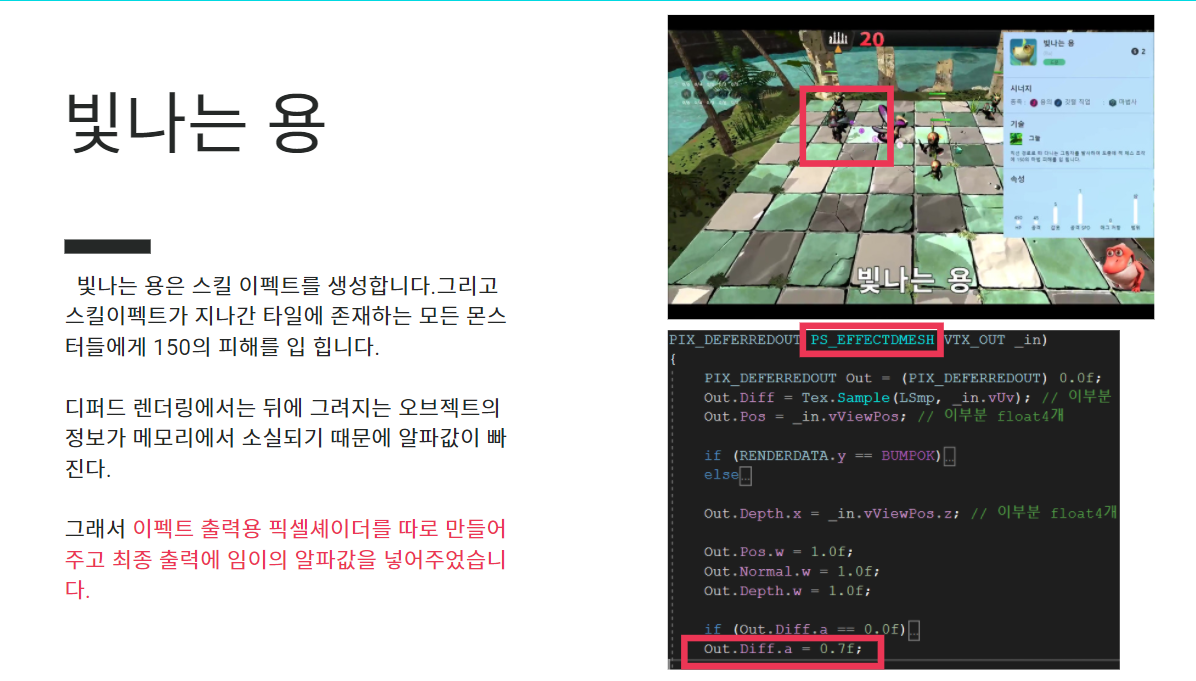 빛나는 용
빛나는 용은 스킬 이펙트를 생성합니다.그리고
스킬이펙트가 지나간 타일에 존재하는 모든 몬스
터들에게 150의 피해를 입 힙니다.
디퍼드 렌더링에서는 뒤에 그려지는 오브젝트의
정보가 메모리에서 소실되기 때문에 알파값이 빠
진다.
그래서 이펙트 출력용 픽셀셰이더를 따로 만들어
주고 최종 출력에 임이의 알파값을 넣어주었습니
다.
20
빛나는 용
2
시너지
용의
마법사
기술
그늘
속성
빛나는 용
PIX_DEFERREDOUT PS_EFFECTDMESH(VTX_OUT _in)
{
PIX_DEFERREDOUT Out = (PIX_DEFERREDOUT) 0.0f;
Out.Diff = Tex.Sample(LSmp, _in.vUv); // 이부분
Out.Pos = _in.vViewPos; // 이부분 float4개
if (RENDERDATA.y == BUMPOK)...
else...
Out.Depth.x = _in.vViewPos.z; // 이부분 float4개
Out.Pos.w = 1.0f;
Out.Normal.w = 1.0f;
Out.Depth.w = 1.0f;
if (Out.Diff.a == 0.0f)...
Out.Diff.a = 0.7f;